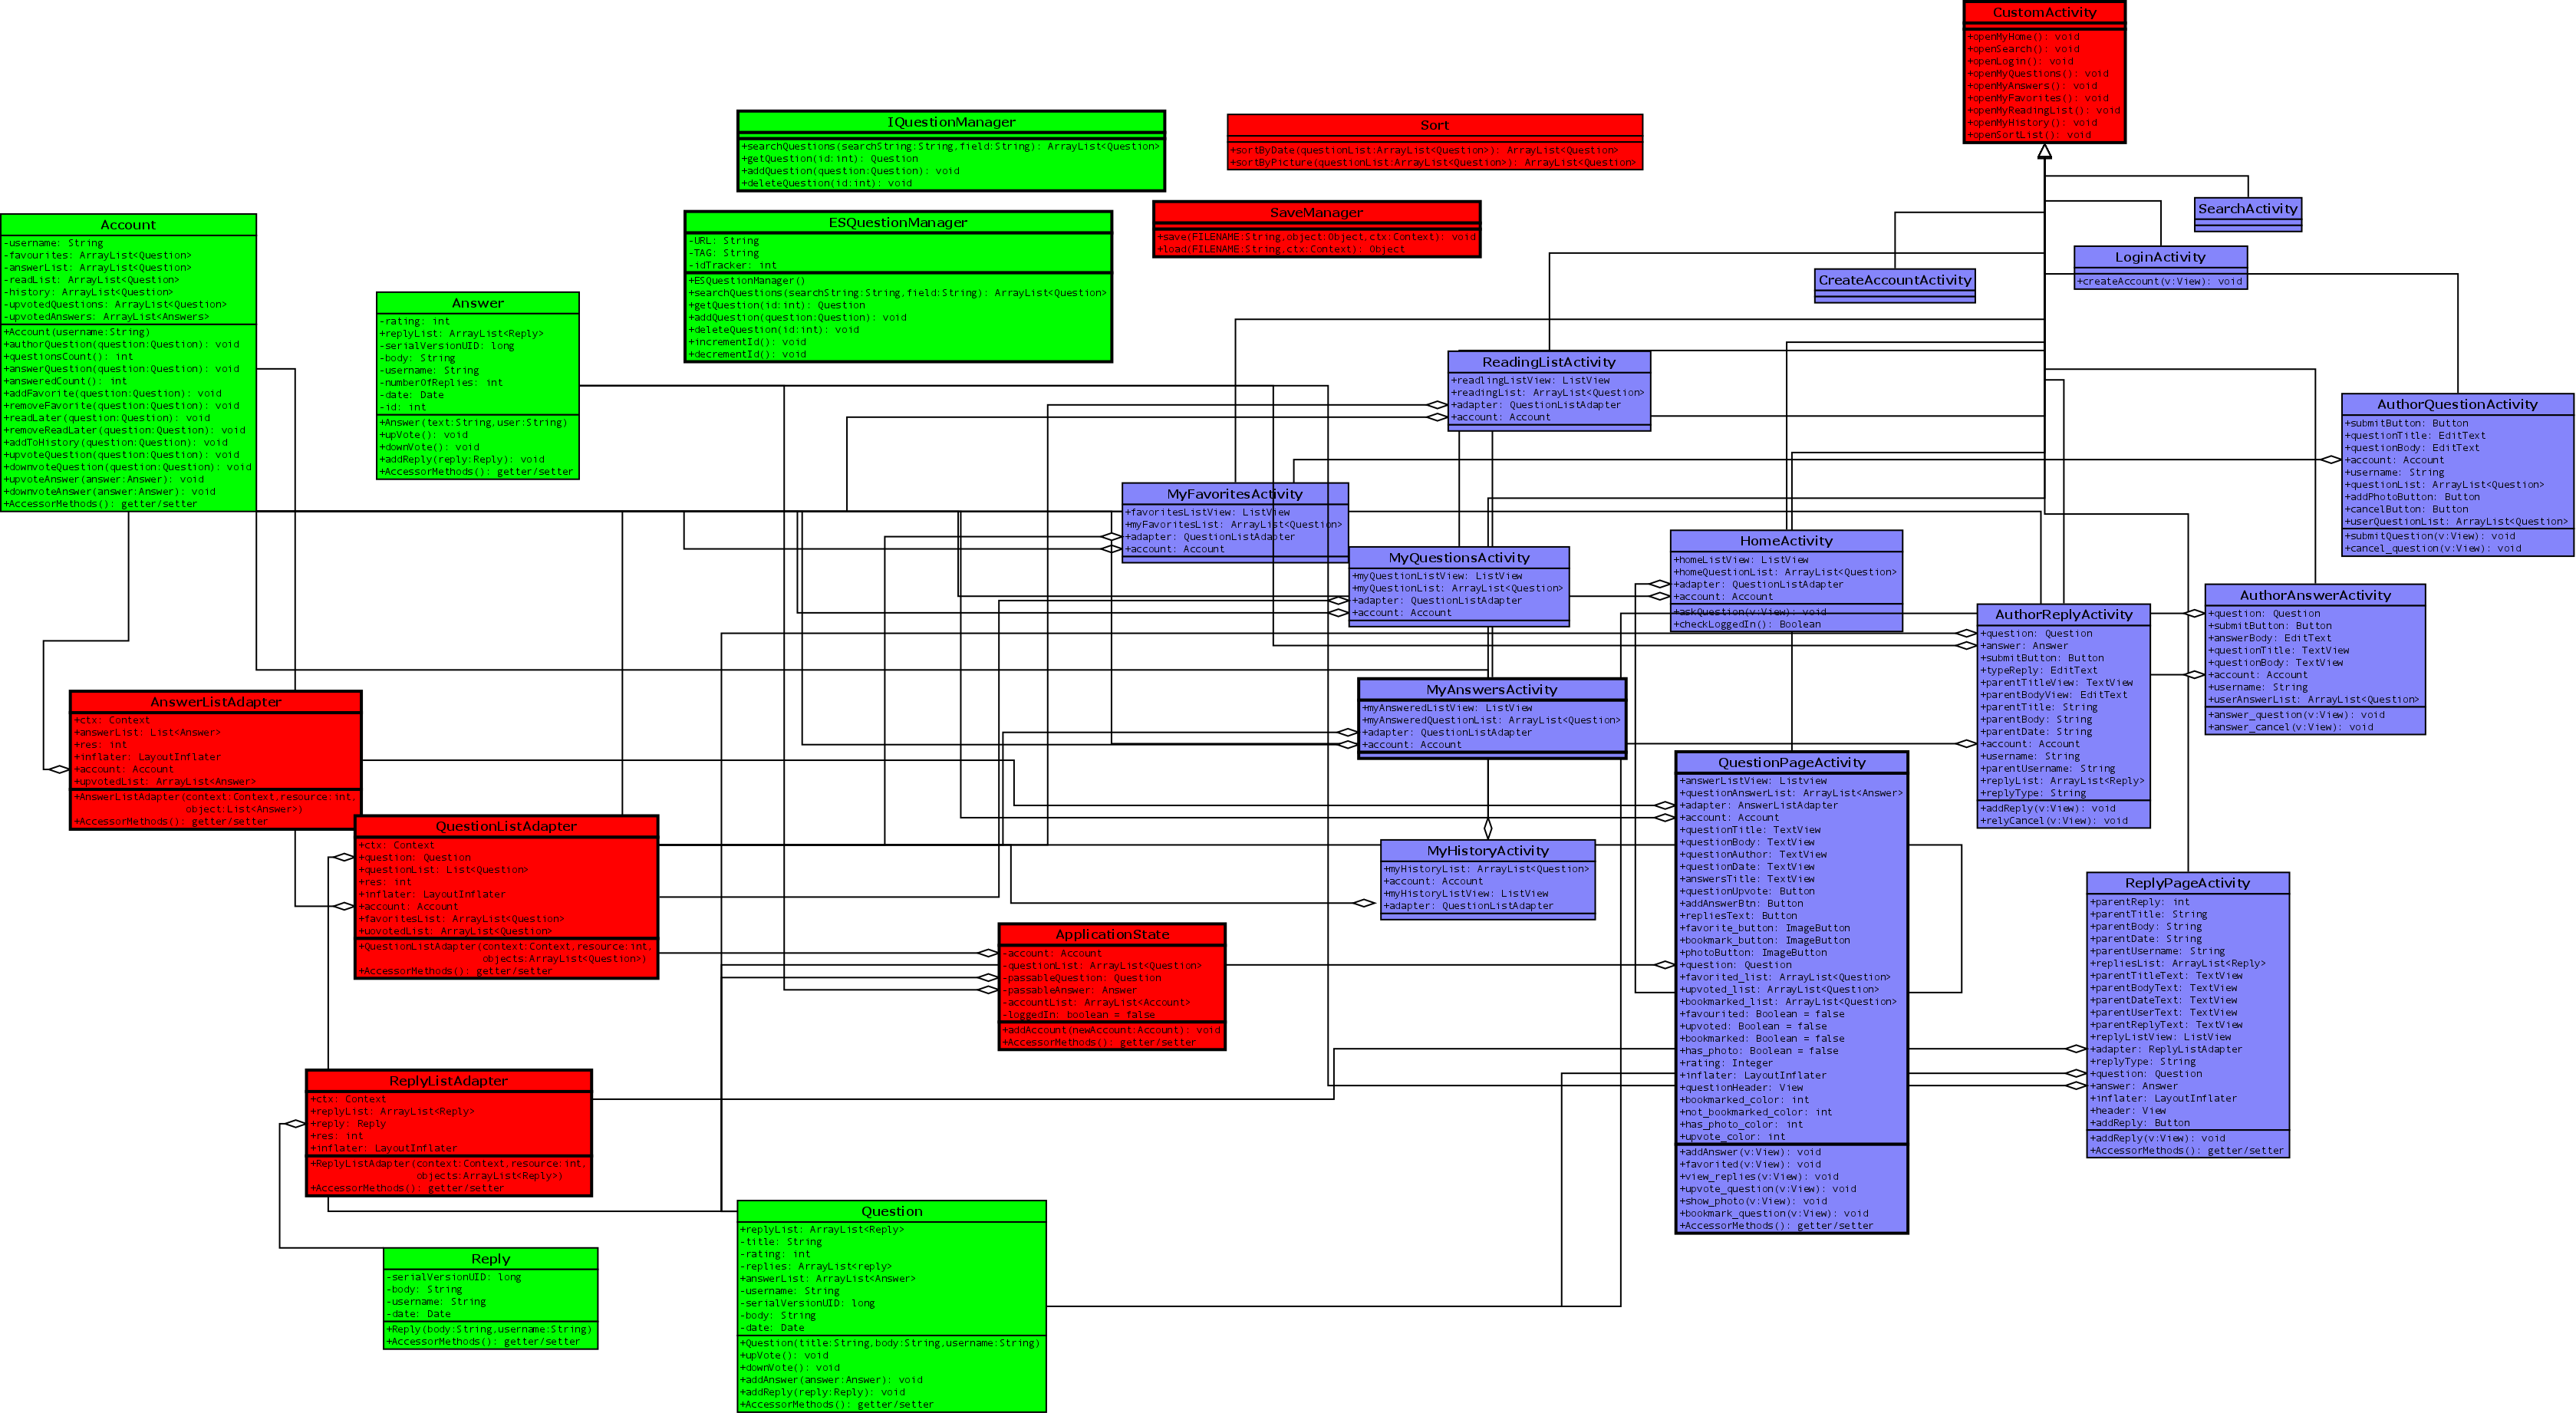 CustomActivity
+openMyHome(): void
+openSearch(): void
+openLogin(): void
+openMyQuestions(): void
+openMyAnswers(): void
+openMyFavorites(): void
+openMyReadingList(): void
+openMyHistory(): void
+openSortList(): void
IQuestionManager
+searchQuestions(searchString:String,field:String): ArrayList<Question>
+getQuestion(id:int): Question
+addQuestion(question:Question): void
+deleteQuestion(id:int): void
Sort
+sortByDate(questionList:ArrayList<Question>): ArrayList<Question>
+sortByPicture(questionList:ArrayList<Question>): ArrayList<Question>
SaveManager
+save(FILENAME:String,object:Object,ctx:Context): void
+load(FILENAME:String,ctx:Context): Object
SearchActivity
LoginActivity
+createAccount(v:View): void
CreateAccountActivity
Account
-username: String
-favourites: ArrayList<Question>
-answerList: ArrayList<Question>
-readList: ArrayList<Question>
-history: ArrayList<Question>
-upvotedQuestions: ArrayList<Question>
-upvotedAnswers: ArrayList<Answers>
+Account(username:String)
+authorQuestion(question:Question): void
+questionsCount(): int
+answerQuestion(question:Question): void
+answeredCount(): int
+addFavorite(question:Question): void
+removeFavorite(question:Question): void
+readLater(question:Question): void
+removeReadLater(question:Question): void
+addToHistory(question:Question): void
+upvoteQuestion(question:Question): void
+downvoteQuestion(question:Question): void
+upvoteAnswer(answer:Answer): void
+downvoteAnswer(answer:Answer): void
+AccessorMethods(): getter/setter
ESQuestionManager
-URL: String
-TAG: String
-idTracker: int
+ESQuestionManager()
+searchQuestions(searchString:String,field:String): ArrayList<Question>
+getQuestion(id:int): Question
+addQuestion(question:Question): void
+deleteQuestion(id:int): void
+incrementId(): void
+decrementId(): void
Answer
-rating: int
+replyList: ArrayList<Reply>
-serialVersionUID: long
-body: String
-username: String
-numberOfReplies: int
-date: Date
-id: int
+Answer(text:String,user:String)
+upVote(): void
+downVote(): void
+addReply(reply:Reply): void
+AccessorMethods(): getter/setter
ReadingListActivity
+readlingListView: ListView
+readingList: ArrayList<Question>
+adapter: QuestionListAdapter
+account: Account
AuthorQuestionActivity
+submitButton: Button
+questionTitle: EditText
+questionBody: EditText
+account: Account
+username: String
+questionList: ArrayList<Question>
+addPhotoButton: Button
+cancelButton: Button
+userQuestionList: ArrayList<Question>
+submitQuestion(v:View): void
+cancel_question(v:View): void
MyFavoritesActivity
+favoritesListView: ListView
+myFavoritesList: ArrayList<Question>
+adapter: QuestionListAdapter
+account: Account
MyQuestionsActivity
+myQuestionListView: ListView
+myQuestionList: ArrayList<Question>
+adapter: QuestionListAdapter
+account: Account
HomeActivity
+homeListView: ListView
+homeQuestionList: ArrayList<Question>
+adapter: QuestionListAdapter
+account: Account
+askQuestion(v:View): void
+checkLoggedIn(): Boolean
AuthorAnswerActivity
+question: Question
+submitButton: Button
+answerBody: EditText
+questionTitle: TextView
+questionBody: TextView
+account: Account
+username: String
+userAnswerList: ArrayList<Question>
+answer_question(v:View): void
+answer_cancel(v:View): void
AuthorReplyActivity
+question: Question
+answer: Answer
+submitButton: Button
+typeReply: EditText
+parentTitleView: TextView
+parentBodyView: EditText
+parentTitle: String
+parentBody: String
+parentDate: String
+account: Account
+username: String
+parentUsername: String
+replyList: ArrayList<Reply>
+replyType: String
+addReply(v:View): void
+relyCancel(v:View): void
MyAnswersActivity
+myAnsweredListView: ListView
+myAnsweredQuestionList: ArrayList<Question>
+adapter: QuestionListAdapter
+account: Account
AnswerListAdapter
+ctx: Context
+answerList: List<Answer>
+res: int
+inflater: LayoutInflater
+account: Account
+upvotedList: ArrayList<Answer>
+AnswerListAdapter(context:Context,resource:int,
object:List<Answer>)
+AccessorMethods(): getter/setter
QuestionListAdapter
+ctx: Context
+question: Question
+questionList: List<Question>
+res: int
+inflater: LayoutInflater
+account: Account
+favoritesList: ArrayList<Question>
+upvotedList: ArrayList<Question>
+QuestionListAdapter(context:Context,resource:int,
objects:ArrayList<Question>)
+AccessorMethods(): getter/setter
QuestionPageActivity
+answerListView: Listview
+questionAnswerList: ArrayList<Answer>
+adapter: AnswerListAdapter
+account: Account
+questionTitle: TextView
+questionBody: TextView
+questionAuthor: TextView
+questionDate: TextView
+answersTitle: TextView
+questionUpvote: Button
+addAnswerBtn: Button
+repliesText: Button
+favorite_button: ImageButton
+bookmark_button: ImageButton
+photoButton: ImageButton
+question: Question
+favorited_list: ArrayList<Question>
+upvoted_list: ArrayList<Question>
+bookmarked_list: ArrayList<Question>
+favourited: Boolean = false
+upvoted: Boolean = false
+bookmarked: Boolean = false
+has_photo: Boolean = false
+rating: Integer
+inflater: LayoutInflater
+questionHeader: View
+bookmarked_color: int
+not_bookmarked_color: int
+has_photo_color: int
+upvote_color: int
+addAnswer(v:View): void
+favorited(v:View): void
+view_replies(v:View): void
+upvote_question(v:View): void
+show_photo(v:View): void
+bookmark_question(v:View): void
+AccessorMethods(): getter/setter
MyHistoryActivity
+myHistoryList: ArrayList<Question>
+account: Account
+myHistoryListView: ListView
+adapter: QuestionListAdapter
ReplyPageActivity
+parentReply: int
+parentTitle: String
+parentBody: String
+parentDate: String
+parentUsername: String
+repliesList: ArrayList<Reply>
+parentTitleText: TextView
+parentBodyText: TextView
+parentDateText: TextView
+parentUserText: TextView
+parentReplyText: TextView
+replyListView: ListView
+adapter: ReplyListAdapter
+replyType: String
+question: Question
+answer: Answer
+inflater: LayoutInflater
+header: View
+addReply: Button
+addReply(v:View): void
+AccessorMethods(): getter/setter
ApplicationState
-account: Account
-questionList: ArrayList<Question>
-passableQuestion: Question
-passableAnswer: Answer
-accountList: ArrayList<Account>
-loggedIn: boolean = false
+addAccount(newAccount:Account): void
+AccessorMethods(): getter/setter
ReplyListAdapter
+ctx: Context
+replyList: ArrayList<Reply>
+reply: Reply
+res: int
+inflater: LayoutInflater
+ReplyListAdapter(context:Context,resource:int,
objects:ArrayList<Reply>)
+AccessorMethods(): getter/setter
Reply
-serialVersionUID: long
-body: String
-username: String
-date: Date
+Reply(body:String,username:String)
+AccessorMethods(): getter/setter
Question
+replyList: ArrayList<Reply>
-title: String
-rating: int
-replies: ArrayList<reply>
+answerList: ArrayList<Answer>
-username: String
-serialVersionUID: long
-body: String
-date: Date
+Question(title:String,body:String,username:String)
+upVote(): void
+downVote(): void
+addAnswer(answer:Answer): void
+addReply(reply:Reply): void
+AccessorMethods(): getter/setter